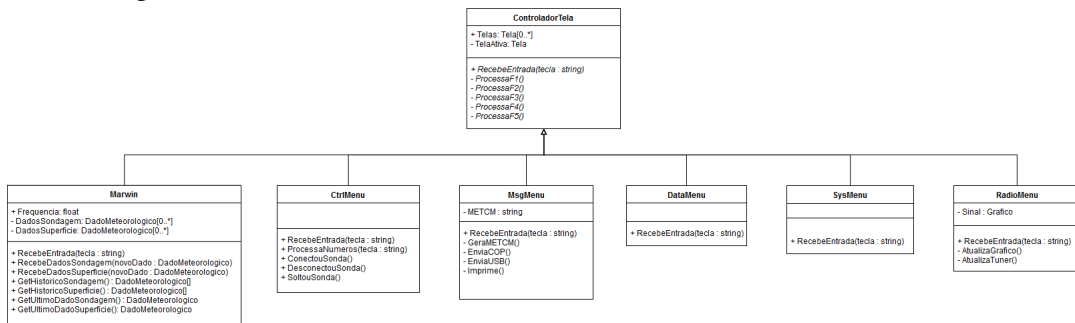 ControladorTela
+ Telas: Tela[0..*]
- TelaAtiva: Tela
+ RecebeEntrada(tecla : string)
- ProcessaF1()
- ProcessaF2()
- ProcessaF3()
- ProcessaF4()
- ProcessaF5()
Marwin
+ Frequencia: float
- DadosSondagem: DadoMeteorologico[0..*]
- DadosSuperficie: DadoMeteorologico[0..*]
+ RecebeEntrada(tecla: string)
+ RecebeDadosSondagem(novoDado : DadoMeteorologico)
+ RecebeDadosSuperficie(novoDado : DadoMeteorologico)
+ GetHistoricoSondagem() : DadoMeteorologico[]
+ GetHistoricoSuperficie() : DadoMeteorologico[]
+ GetUltimoDadoSondagem() : DadoMeteorologico
+ GetUltimoDadoSuperficie(): DadoMeteorologico
CtrlMenu
+ RecebeEntrada(tecla : string)
+ ProcessaNumeros(tecla : string)
+ ConectouSonda()
+ DesconectouSonda()
+ SoltouSonda()
MsgMenu
- METCM : string
+ RecebeEntrada(tecla : string)
- GeraMETCM()
- EnviaCOP()
- EnviaUSB()
- Imprime()
DataMenu
+ RecebeEntrada(tecla : string)
SysMenu
+ RecebeEntrada(tecla : string)
RadioMenu
- Sinal : Grafico
+ RecebeEntrada(tecla : string)
- AtualizaGrafico()
- AtualizaTuner()